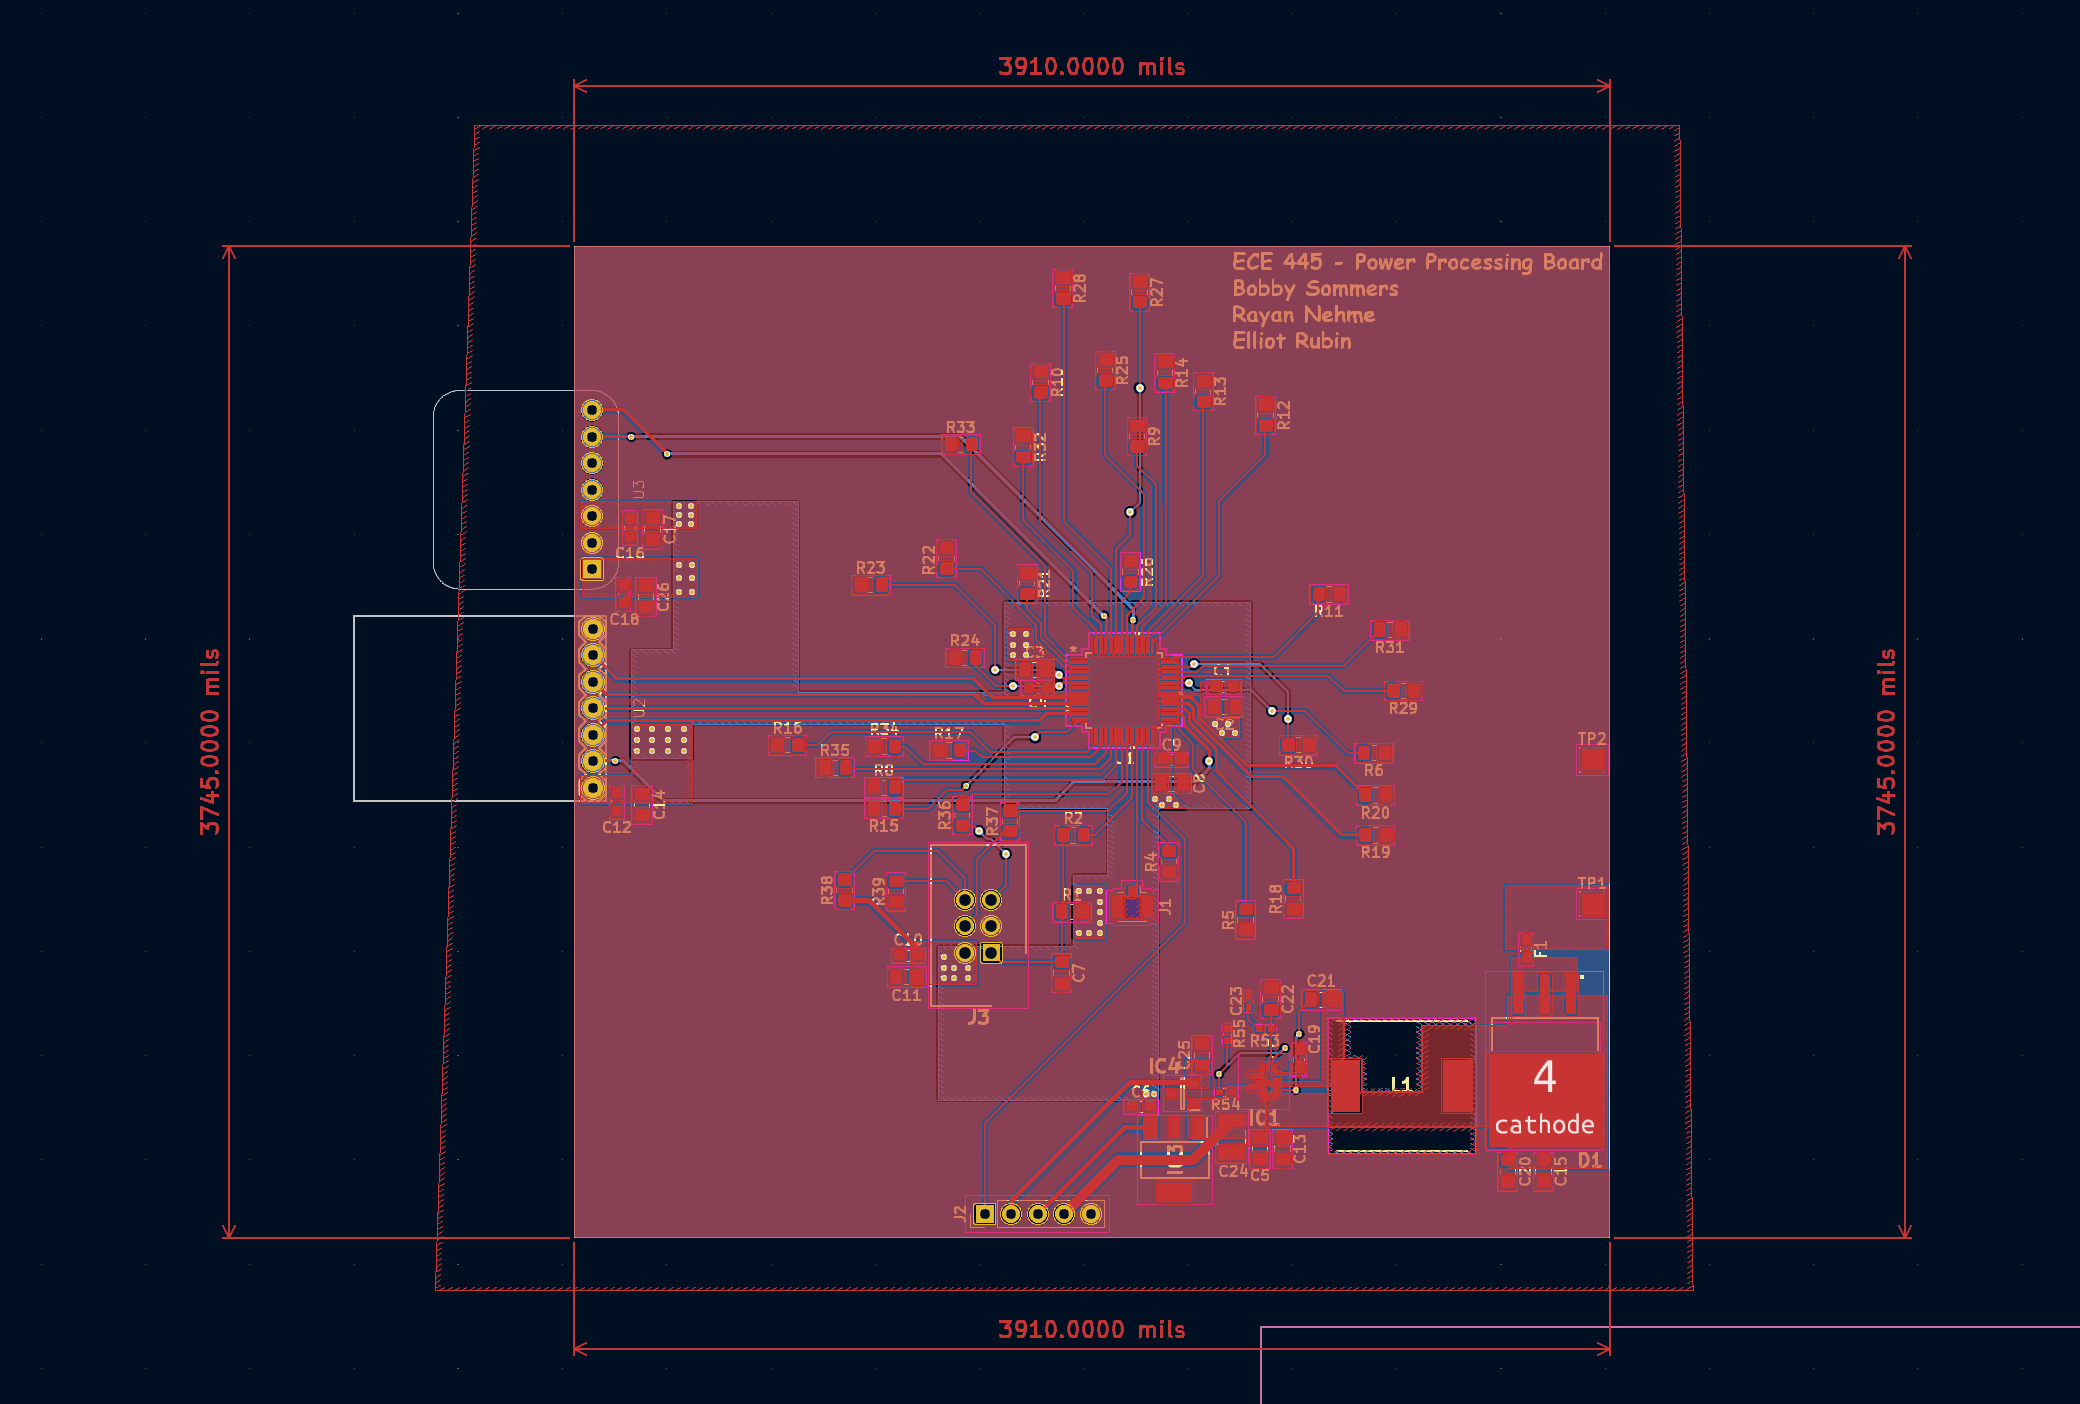 3910.0000 mils
ECE 445 - Power Processing Board
Bobby Sommers
Rayan Nehme
Elliot Rubin
R28
R27
R10
R25
R14
R13
R12
R33
R32
R9
U3
C17
C16
R22
R23
R21
R26
C26
C18
R11
R31
R24
U2
R29
R16
R34
R17
R35
C9
R30
R6
TP2
R8
R20
R15
R36
R37
R2
C14
C12
R19
R4
R38
R39
J1
R5
R18
TP1
C10
F1
C7
C11
C21
C23
C22
J3
R55
R53
C19
IC4
L1
4
C6
R54
IC1
cathode
C13
C24
C5
D1
C20
C15
J2
3745.0000 mils
3745.0000 mils
3910.0000 mils